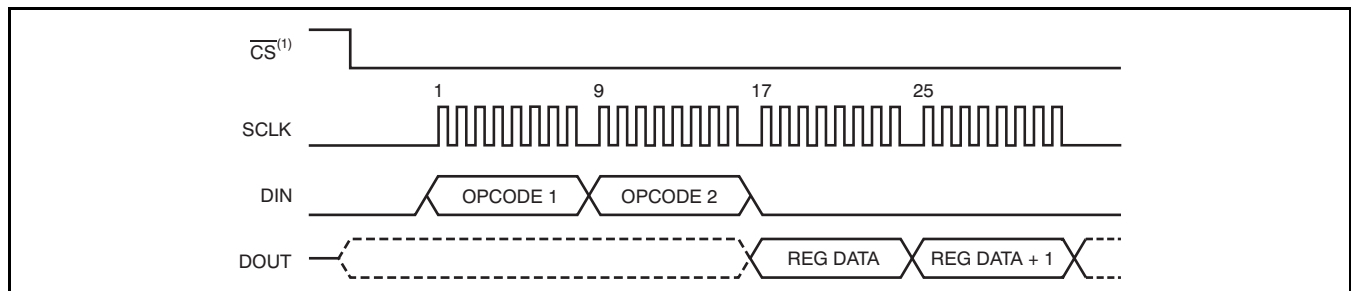 CS(1)
1 9 17 25
SCLK
DIN OPCODE 1 OPCODE 2
DOUT REG DATA REG DATA + 1